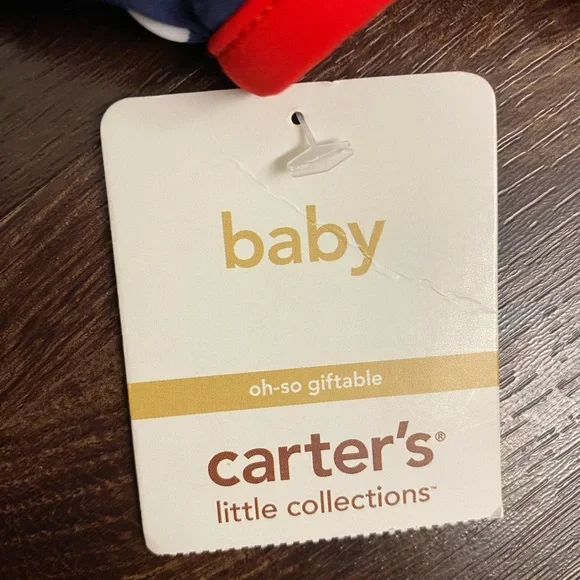 baby
oh-so giftable
carter's®
little collections™